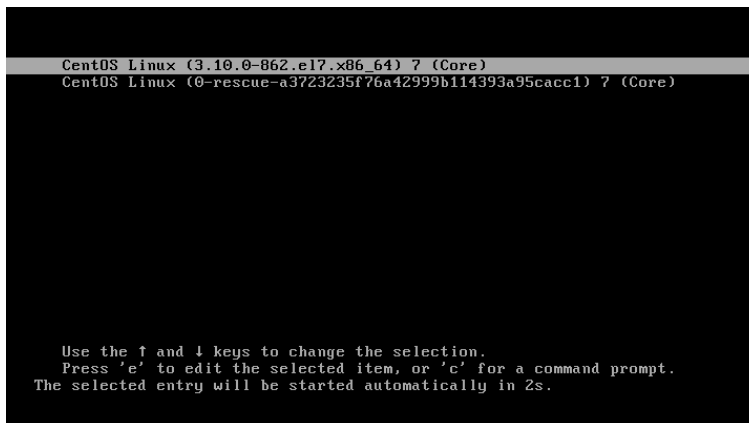 CentOS Linux (3.10.0-862.el7.x86_64) 7 (Core)
CentOS Linux (0-rescue-a3723235f76a42999b114393a95cacc1) 7 (Core)
Use the ↑ and ↓ keys to change the selection.
Press 'e' to edit the selected item, or 'c' for a command prompt.
The selected entry will be started automatically in 2s.